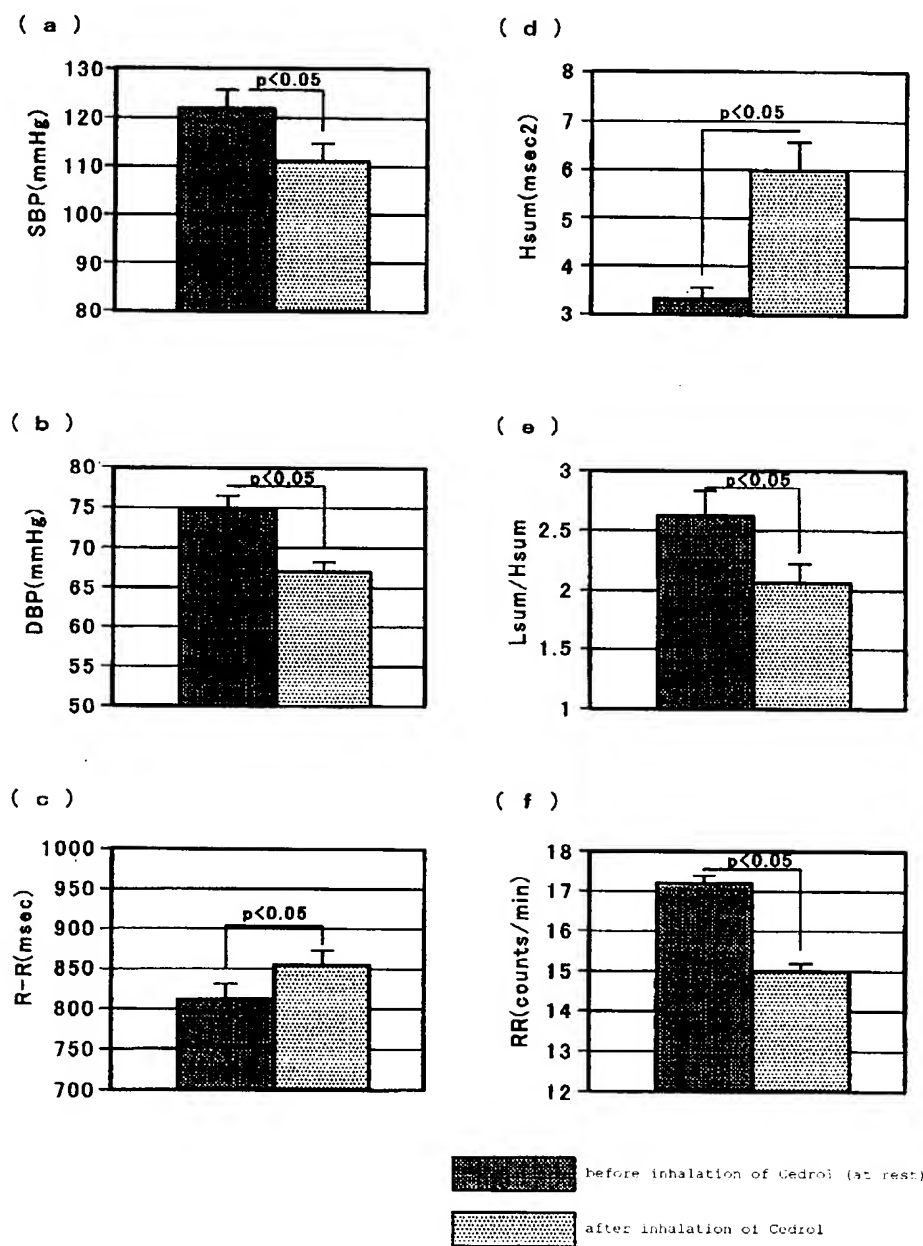 ( a )
SBP(mmHg)
130
120
110
100
90
80
p<0.05
( b )
DBP(mmHg)
80
75
70
65
60
55
50
p<0.05
( c )
R-R(msec)
1000
950
900
850
800
750
700
p<0.05
( d )
Hsum(msec2)
8
7
6
5
4
3
p<0.05
( e )
Lsum/Hsum
3
2.5
2
1.5
1
p<0.05
( f )
RR(counts/min)
18
17
16
15
14
13
12
p<0.05
before inhalation of Cedrol (at rest)
after inhalation of Cedrol